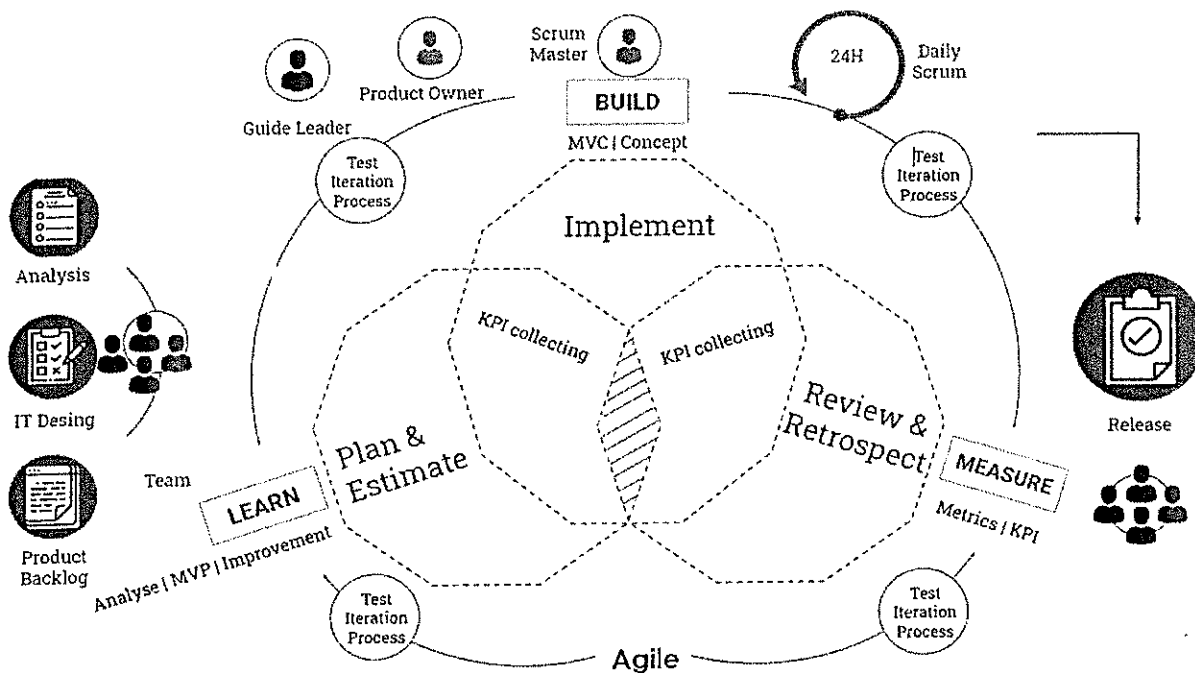 Guide Leader
Product Owner
Scrum
Master
BUILD
MVC | Concept
24H
Daily
Scrum
Test
Iteration
Process
Test
Iteration
Process
Analysis
IT Desing
Product
Backlog
Team
Implement
KPI collecting
KPI collecting
Plan &
Estimate
Review &
Retrospect
LEARN
Analyse | MVP | Improvement
MEASURE
Metrics | KPI
Release
Test
Iteration
Process
Test
Iteration
Process
Agile